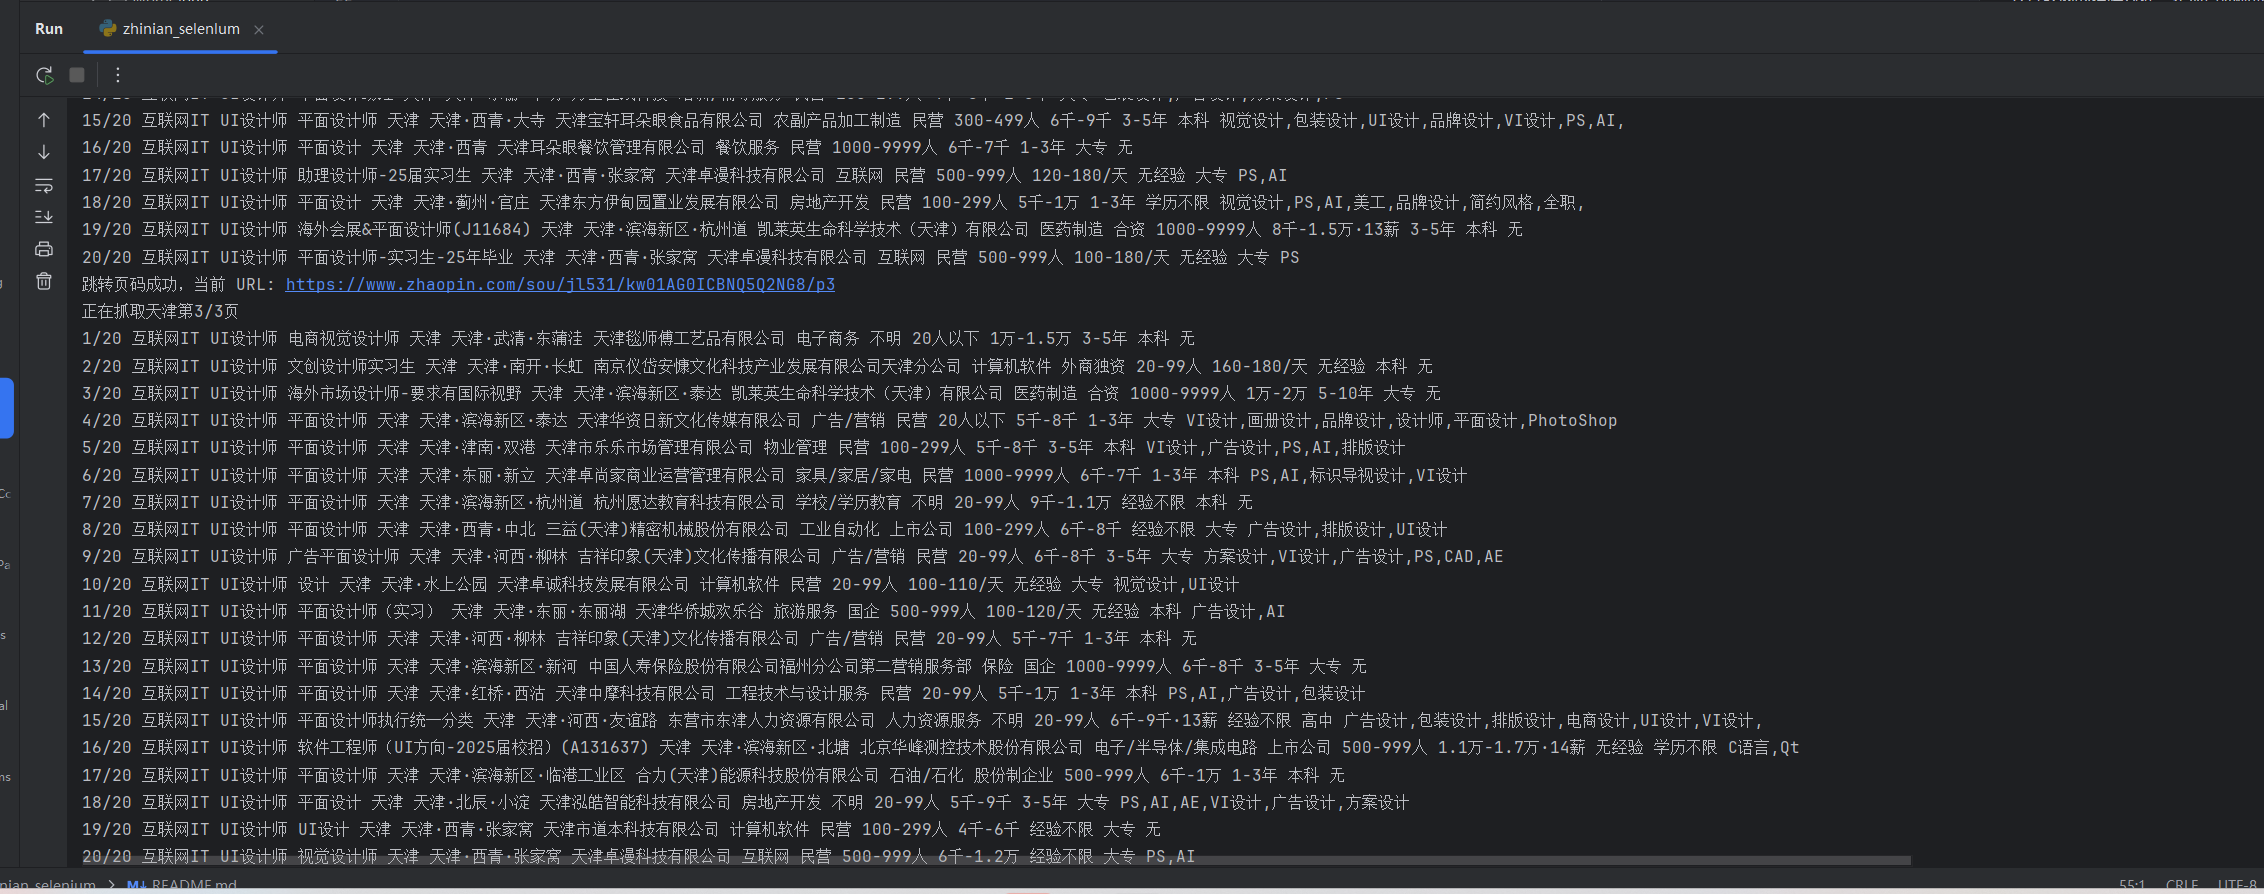 Run
zhinian_selenlum
15/20 互联网IT UI设计师 平面设计师 天津 天津·西青·大寺 天津宝轩耳朵眼食品有限公司 农副产品加工制造 民营 300-499人 6千-9千 3-5年 本科 视觉设计,包装设计,UI设计,品牌设计,VI设计,PS,AI,
16/20 互联网IT UI设计师 平面设计 天津 天津·西青 天津耳朵眼餐饮管理有限公司 餐饮服务 民营 1000-9999人 6千-7千 1-3年 大专 无
17/20 互联网IT UI设计师 助理设计师-25届实习生 天津 天津·西青·张家窝 天津卓漫科技有限公司 互联网 民营 500-999人 120-180/天 无经验 大专 PS,AI
18/20 互联网IT UI设计师 平面设计 天津 天津·蓟州·官庄 天津东方伊甸园置业发展有限公司 房地产开发 民营 100-299人 5千-1万 1-3年 学历不限 视觉设计,PS,AI,美工,品牌设计,简约风格,全职,
19/20 互联网IT UI设计师 海外会展&平面设计师(J11684) 天津 天津·滨海新区·杭州道 凯莱英生命科学技术（天津）有限公司 医药制造 合资 1000-9999人 8千-1.5万·13薪 3-5年 本科 无
20/20 互联网IT UI设计师 平面设计师-实习生-25年毕业 天津 天津·西青·张家窝 天津卓漫科技有限公司 互联网 民营 500-999人 100-180/天 无经验 大专 PS
跳转页码成功，当前 URL: https://www.zhaopin.com/sou/jl531/kw01AG0ICBNQ5Q2NG8/p3
正在抓取天津第3/3页
1/20 互联网IT UI设计师 电商视觉设计师 天津 天津·武清·东蒲洼 天津毯师傅工艺品有限公司 电子商务 不明 20人以下 1万-1.5万 3-5年 本科 无
2/20 互联网IT UI设计师 文创设计师实习生 天津 天津·南开·长虹 南京仪岱安慷文化科技产业发展有限公司天津分公司 计算机软件 外商独资 20-99人 160-180/天 无经验 本科 无
3/20 互联网IT UI设计师 海外市场设计师-要求有国际视野 天津 天津·滨海新区·泰达 凯莱英生命科学技术（天津）有限公司 医药制造 合资 1000-9999人 1万-2万 5-10年 大专 无
4/20 互联网IT UI设计师 平面设计师 天津 天津·滨海新区·泰达 天津华资日新文化传媒有限公司 广告/营销 民营 20人以下 5千-8千 1-3年 大专 VI设计,画册设计,品牌设计,设计师,平面设计,PhotoShop
5/20 互联网IT UI设计师 平面设计师 天津 天津·津南·双港 天津市乐乐市场管理有限公司 物业管理 民营 100-299人 5千-8千 3-5年 本科 VI设计,广告设计,PS,AI,排版设计
6/20 互联网IT UI设计师 平面设计师 天津 天津·东丽·新立 天津卓尚家商业运营管理有限公司 家具/家居/家电 民营 1000-9999人 6千-7千 1-3年 本科 PS,AI,标识导视设计,VI设计
7/20 互联网IT UI设计师 平面设计师 天津 天津·滨海新区·杭州道 杭州愿达教育科技有限公司 学校/学历教育 不明 20-99人 9千-1.1万 经验不限 本科 无
8/20 互联网IT UI设计师 平面设计师 天津 天津·西青·中北 三益(天津)精密机械股份有限公司 工业自动化 上市公司 100-299人 6千-8千 经验不限 大专 广告设计,排版设计,UI设计
9/20 互联网IT UI设计师 广告平面设计师 天津 天津·河西·柳林 吉祥印象(天津)文化传播有限公司 广告/营销 民营 20-99人 6千-8千 3-5年 大专 方案设计,VI设计,广告设计,PS,CAD,AE
10/20 互联网IT UI设计师 设计 天津 天津·水上公园 天津卓诚科技发展有限公司 计算机软件 民营 20-99人 100-110/天 无经验 大专 视觉设计,UI设计
11/20 互联网IT UI设计师 平面设计师（实习） 天津 天津·东丽·东丽湖 天津华侨城欢乐谷 旅游服务 国企 500-999人 100-120/天 无经验 本科 广告设计,AI
12/20 互联网IT UI设计师 平面设计师 天津 天津·河西·柳林 吉祥印象(天津)文化传播有限公司 广告/营销 民营 20-99人 5千-7千 1-3年 本科 无
13/20 互联网IT UI设计师 平面设计师 天津 天津·滨海新区·新河 中国人寿保险股份有限公司福州分公司第二营销服务部 保险 国企 1000-9999人 6千-8千 3-5年 大专 无
14/20 互联网IT UI设计师 平面设计师 天津 天津·红桥·西沽 天津中摩科技有限公司 工程技术与设计服务 民营 20-99人 5千-1万 1-3年 本科 PS,AI,广告设计,包装设计
15/20 互联网IT UI设计师 平面设计师执行统一分类 天津 天津·河西·友谊路 东营市东津人力资源有限公司 人力资源服务 不明 20-99人 6千-9千·13薪 经验不限 高中 广告设计,包装设计,排版设计,电商设计,UI设计,VI设计,
16/20 互联网IT UI设计师 软件工程师（UI方向-2025届校招）(A131637) 天津 天津·滨海新区·北塘 北京华峰测控技术股份有限公司 电子/半导体/集成电路 上市公司 500-999人 1.1万-1.7万·14薪 无经验 学历不限 C语言,Qt
17/20 互联网IT UI设计师 平面设计师 天津 天津·滨海新区·临港工业区 合力(天津)能源科技股份有限公司 石油/石化 股份制企业 500-999人 6千-1万 1-3年 本科 无
18/20 互联网IT UI设计师 平面设计 天津 天津·北辰·小淀 天津泓皓智能科技有限公司 房地产开发 不明 20-99人 5千-9千 3-5年 大专 PS,AI,AE,VI设计,广告设计,方案设计
19/20 互联网IT UI设计师 UI设计 天津 天津·西青·张家窝 天津市道本科技有限公司 计算机软件 民营 100-299人 4千-6千 经验不限 大专 无
20/20 互联网IT UI设计师 视觉设计师 天津 天津·西青·张家窝 天津卓漫科技有限公司 互联网 民营 500-999人 6千-1.2万 经验不限 大专 PS,AI
nian_selenium > M↓ README.md
55:1 CRLF UTF-8